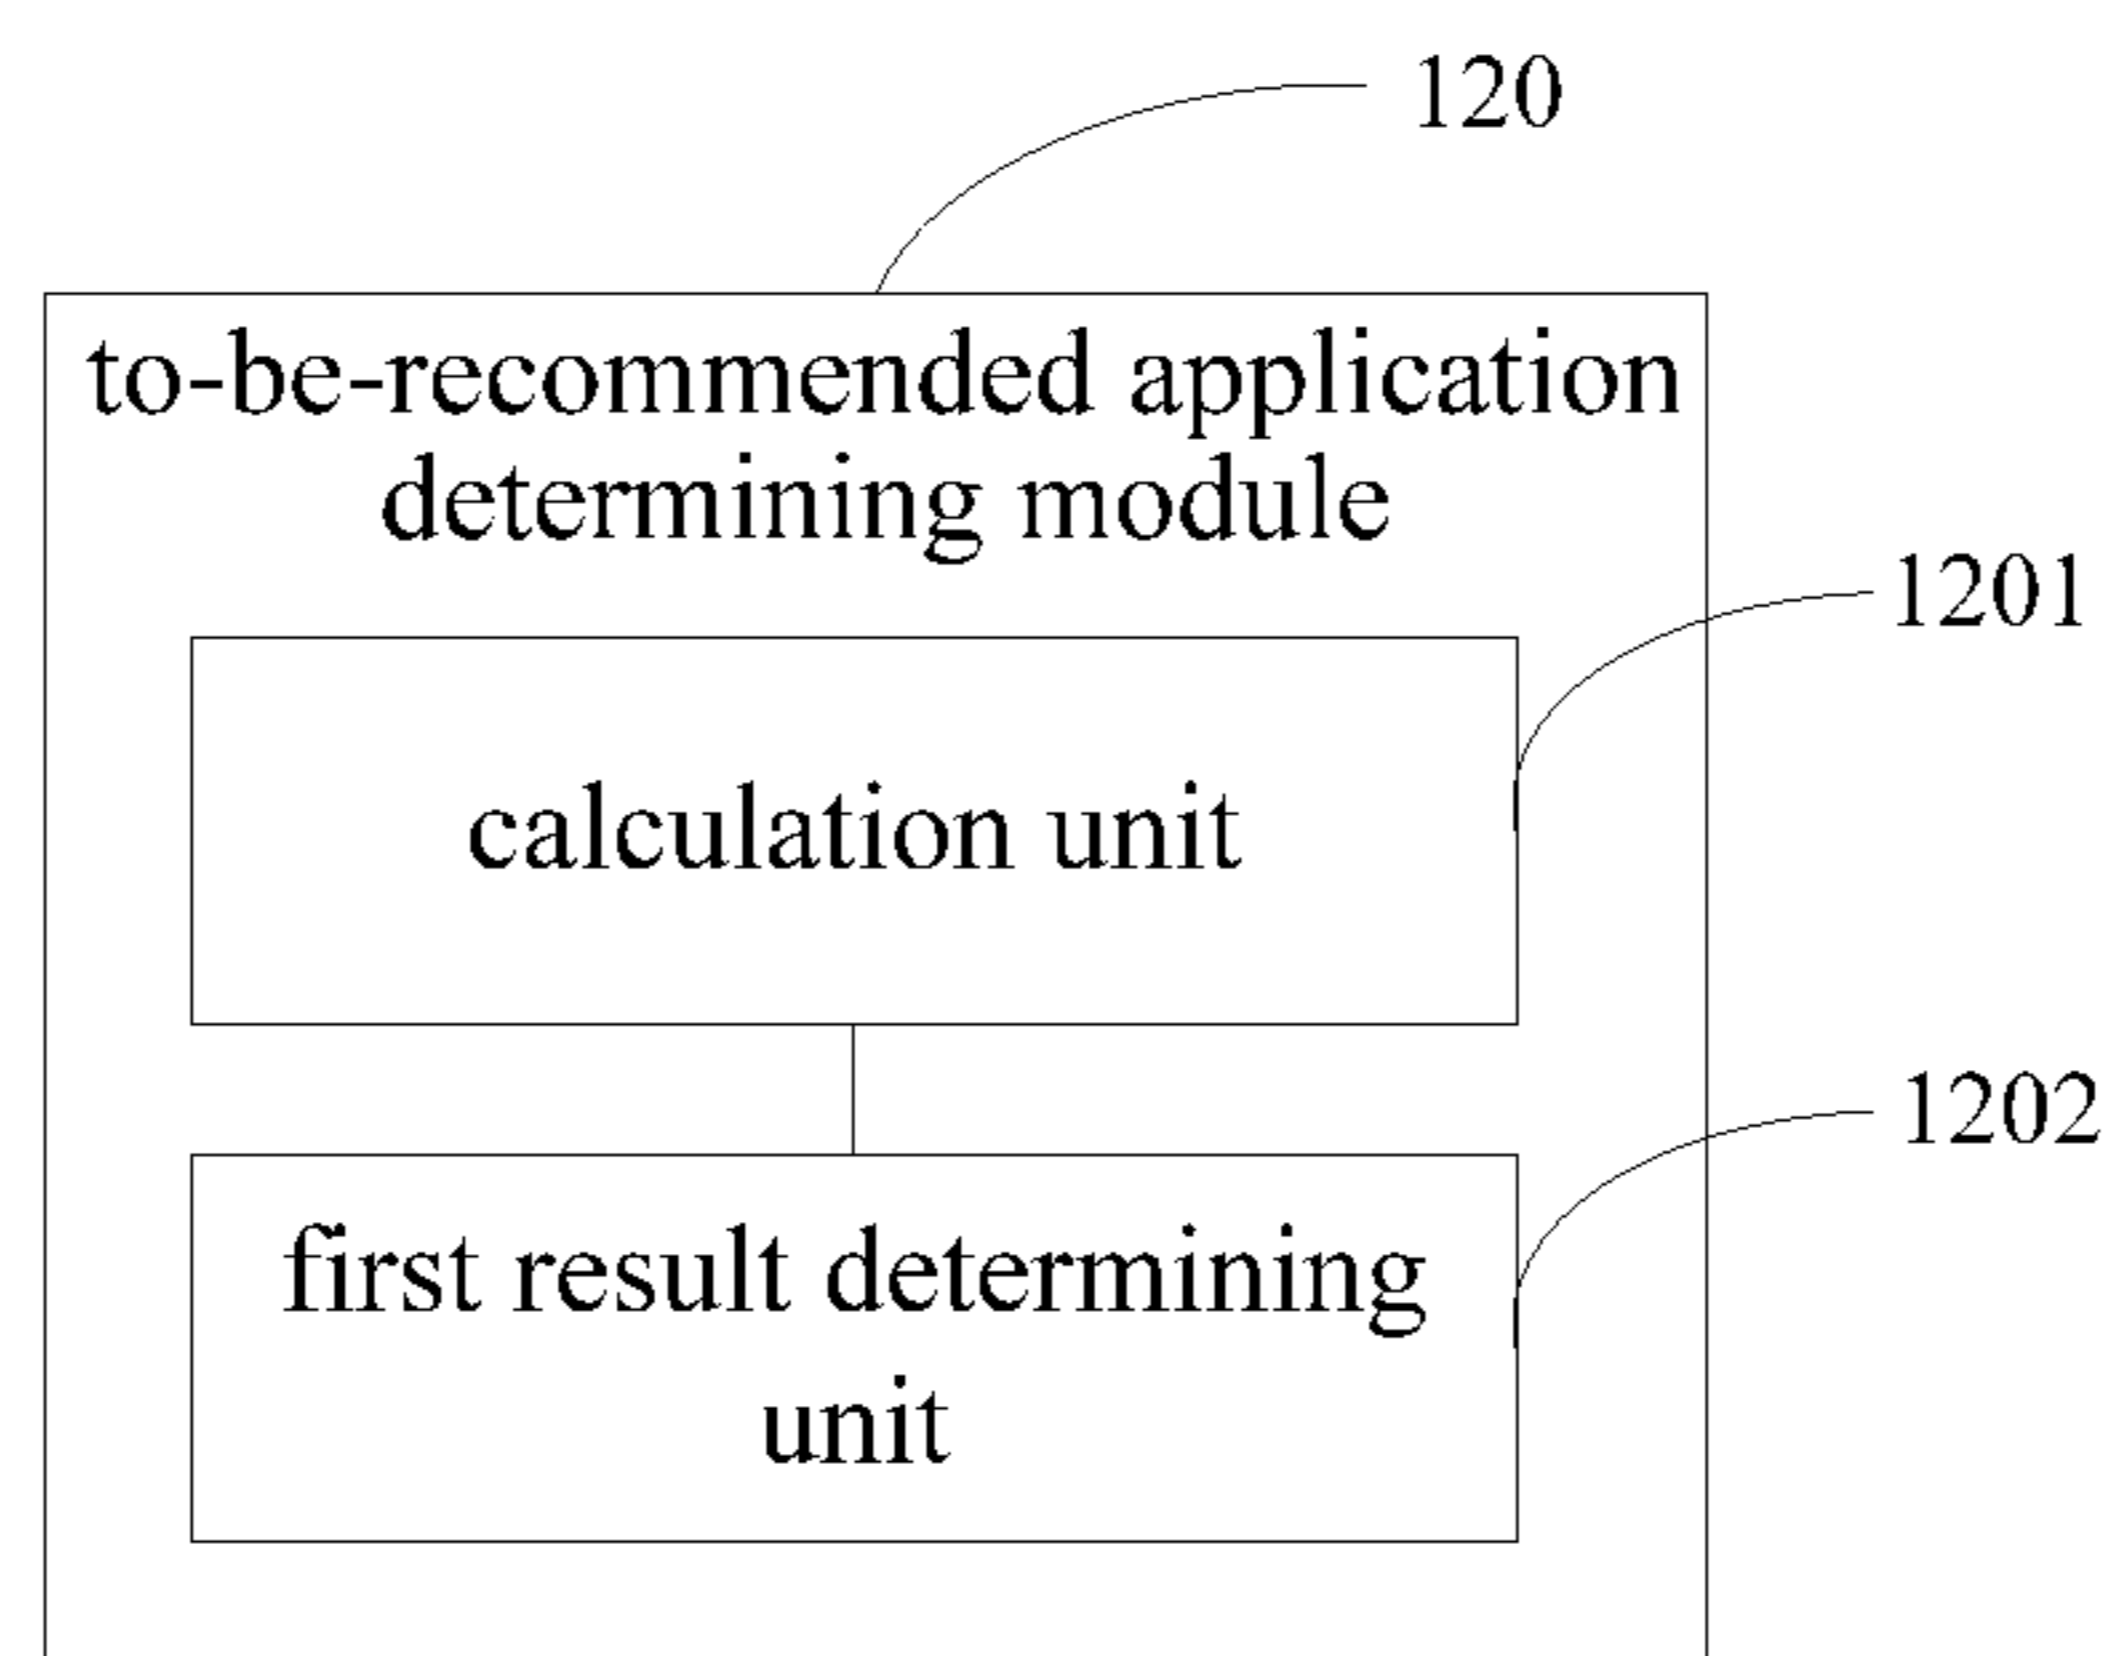 120
to-be-recommended application
determining module
1201
calculation unit
1202
first result determining
unit